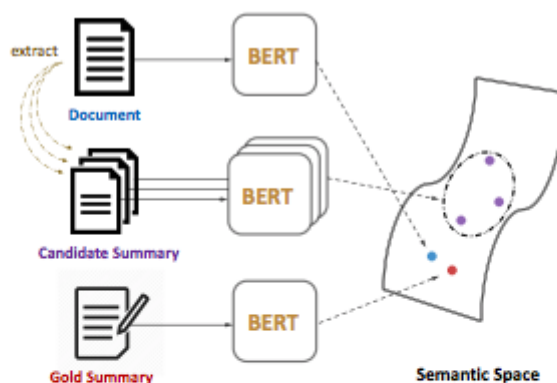 extract
BERT
Document
BERT
Candidate Summary
BERT
Gold Summary
Semantic Space